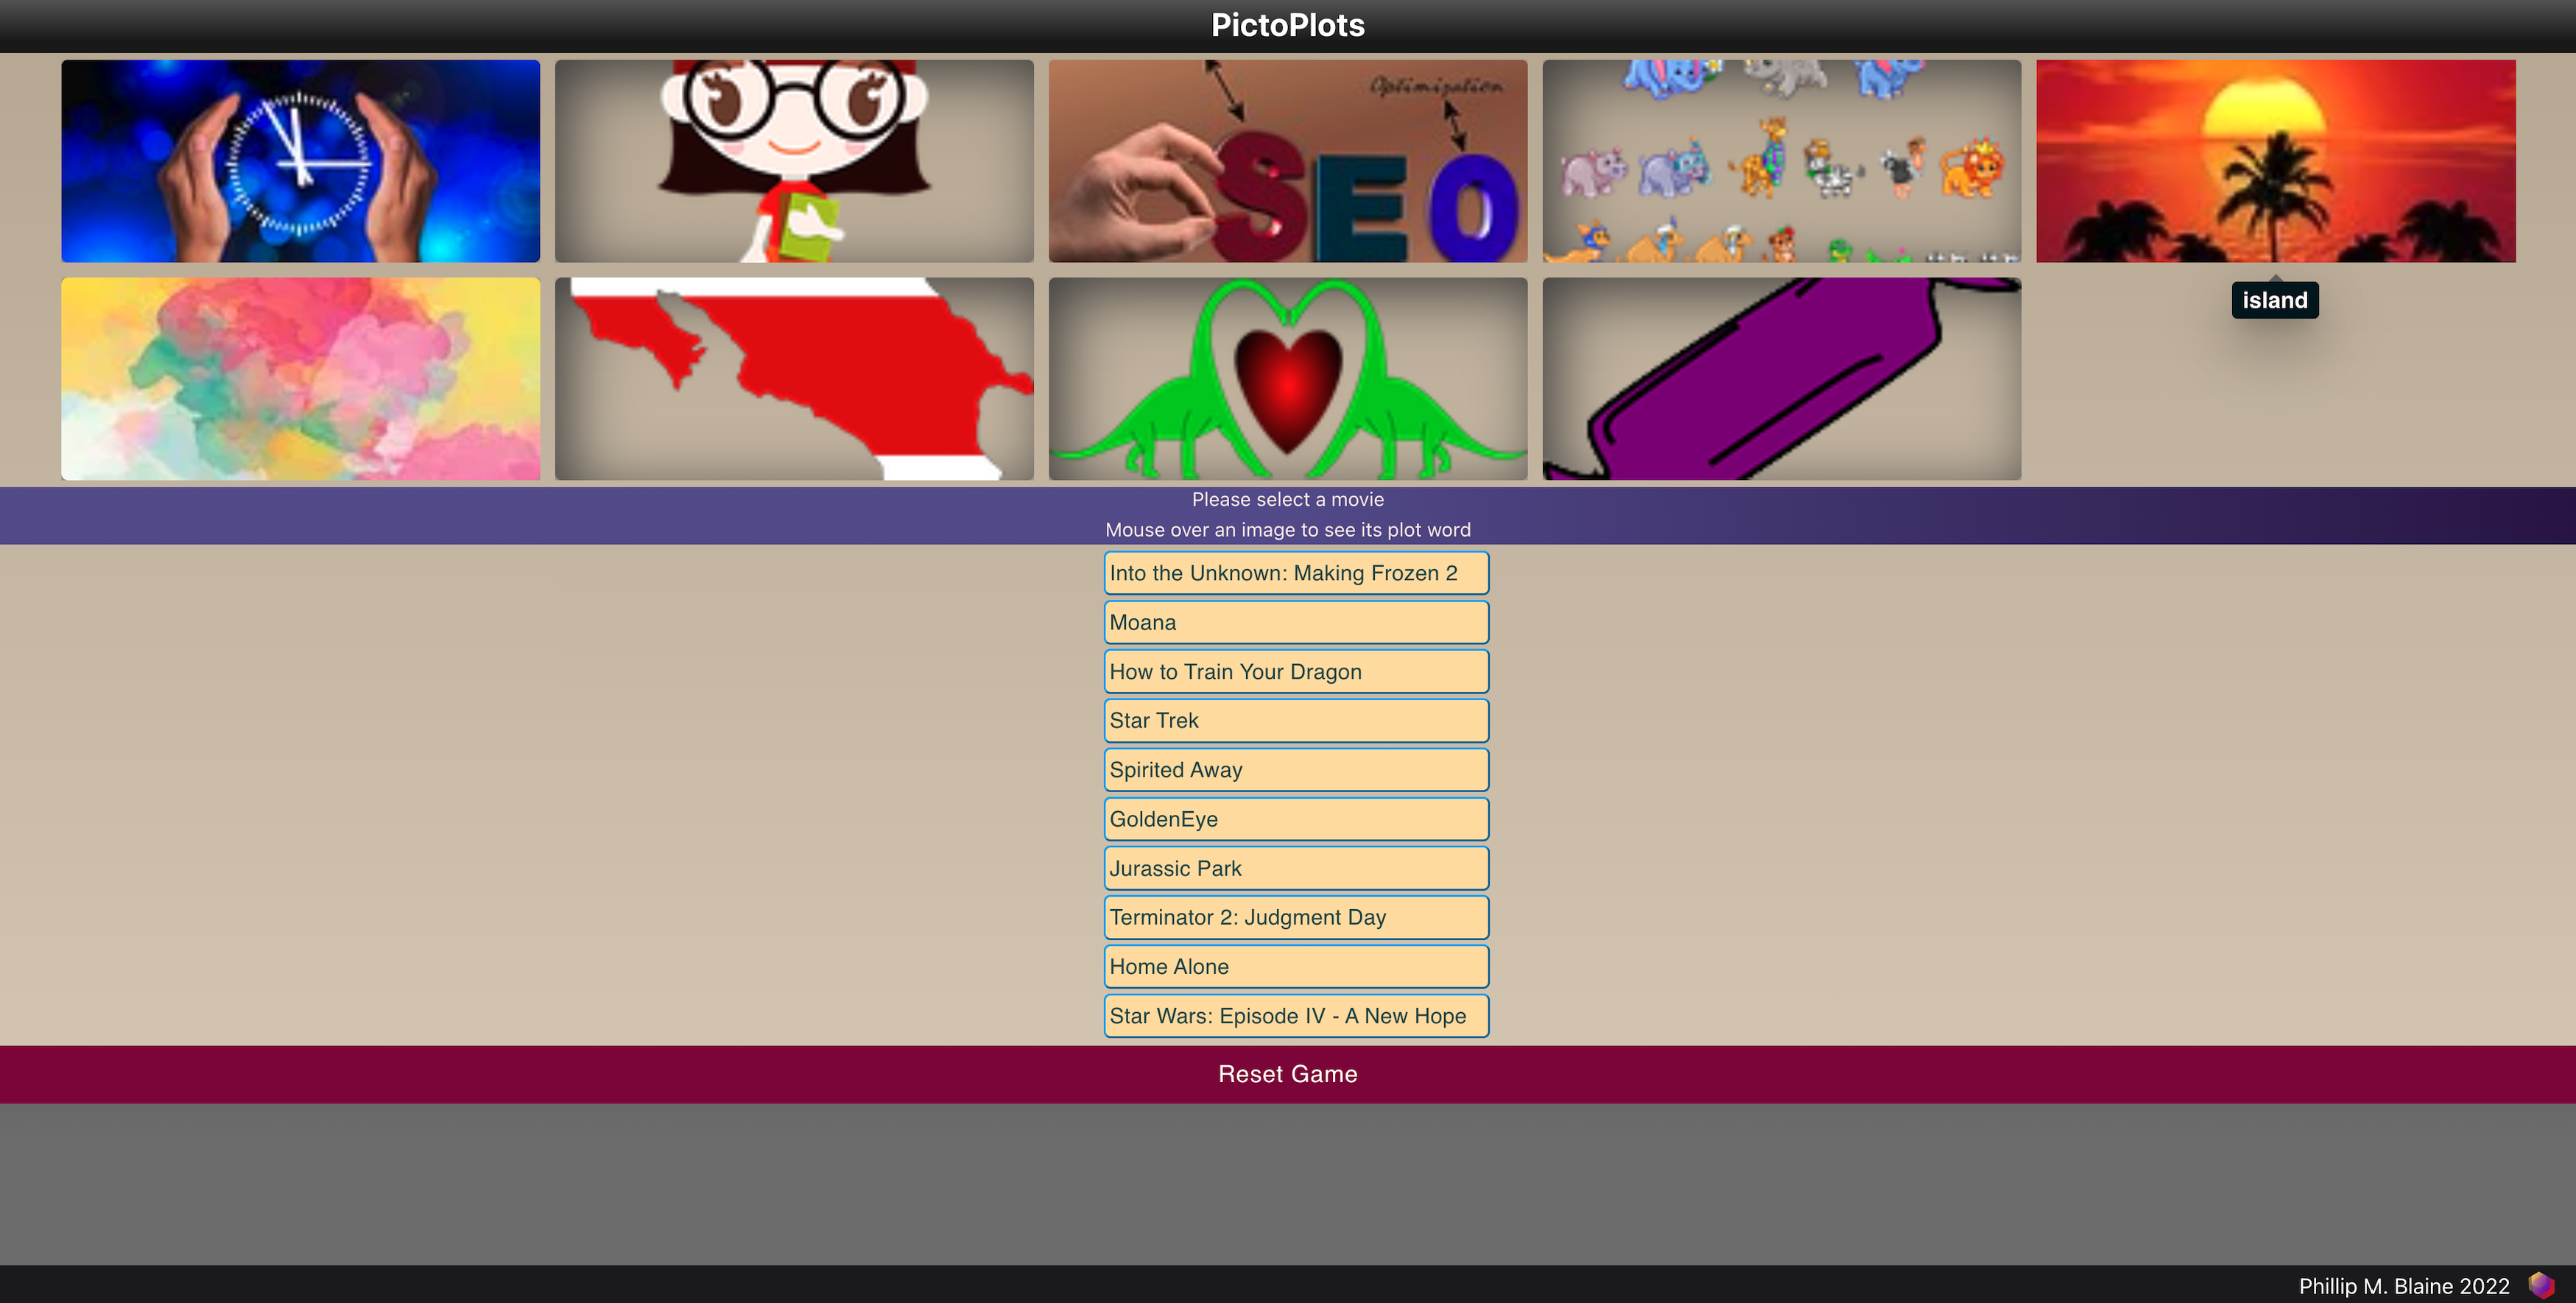 PictoPlots
Optimization
SEO
island
Please select a movie
Mouse over an image to see its plot word
Into the Unknown: Making Frozen 2
Moana
How to Train Your Dragon
Star Trek
Spirited Away
GoldenEye
Jurassic Park
Terminator 2: Judgment Day
Home Alone
Star Wars: Episode IV - A New Hope
Reset Game
Phillip M. Blaine 2022